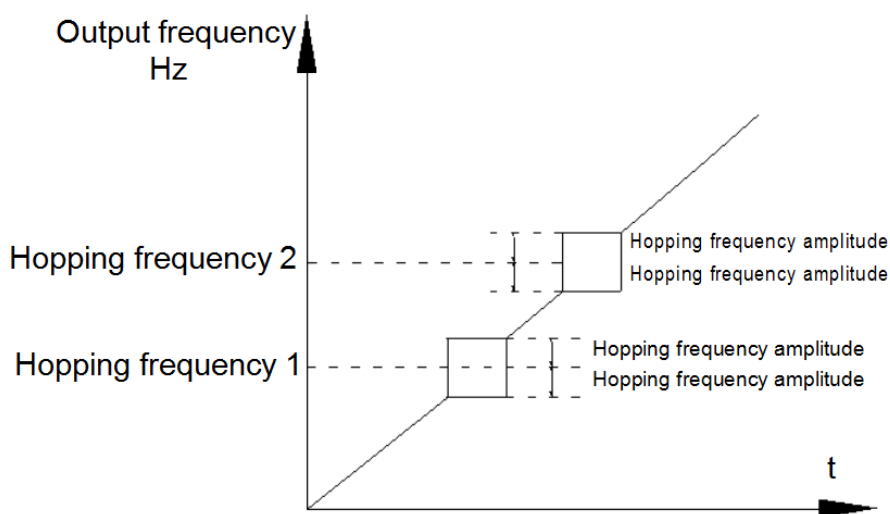 Output frequency
Hz
Hopping frequency amplitude
Hopping frequency 2
Hopping frequency amplitude
Hopping frequency amplitude
Hopping frequency 1
Hopping frequency amplitude
t